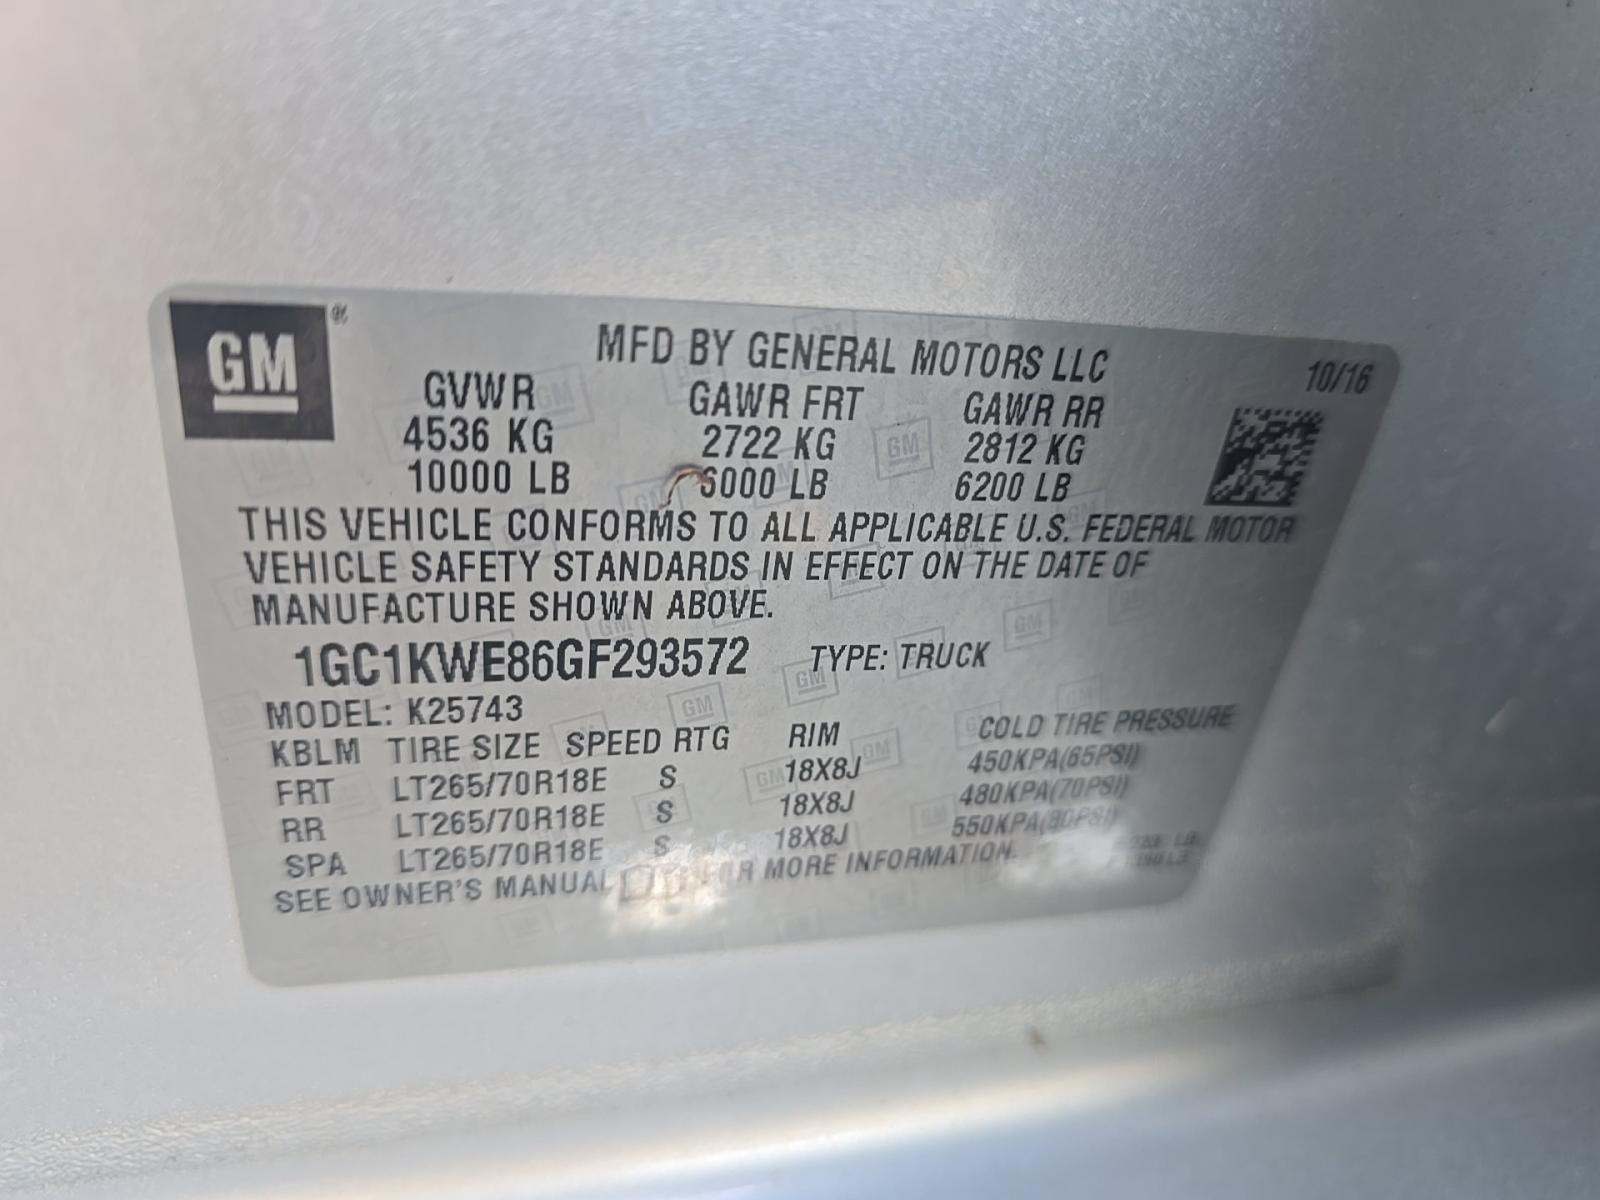 GM ®
MFD BY GENERAL MOTORS LLC 10/16
GVWR GAWR FRT GAWR RR
4536 KG 2722 KG 2812 KG
10000 LB 6000 LB 6200 LB
THIS VEHICLE CONFORMS TO ALL APPLICABLE U.S. FEDERAL MOTOR
VEHICLE SAFETY STANDARDS IN EFFECT ON THE DATE OF
MANUFACTURE SHOWN ABOVE.
1GC1KWE86GF293572 TYPE: TRUCK
MODEL: K25743
KBLM TIRE SIZE SPEED RTG RIM COLD TIRE PRESSURE
FRT LT265/70R18E S 18X8J 450KPA(65PSI)
RR LT265/70R18E S 18X8J 480KPA(70PSI)
SPA LT265/70R18E S 18X8J 550KPA(80PSI)
SEE OWNER'S MANUAL FOR MORE INFORMATION.